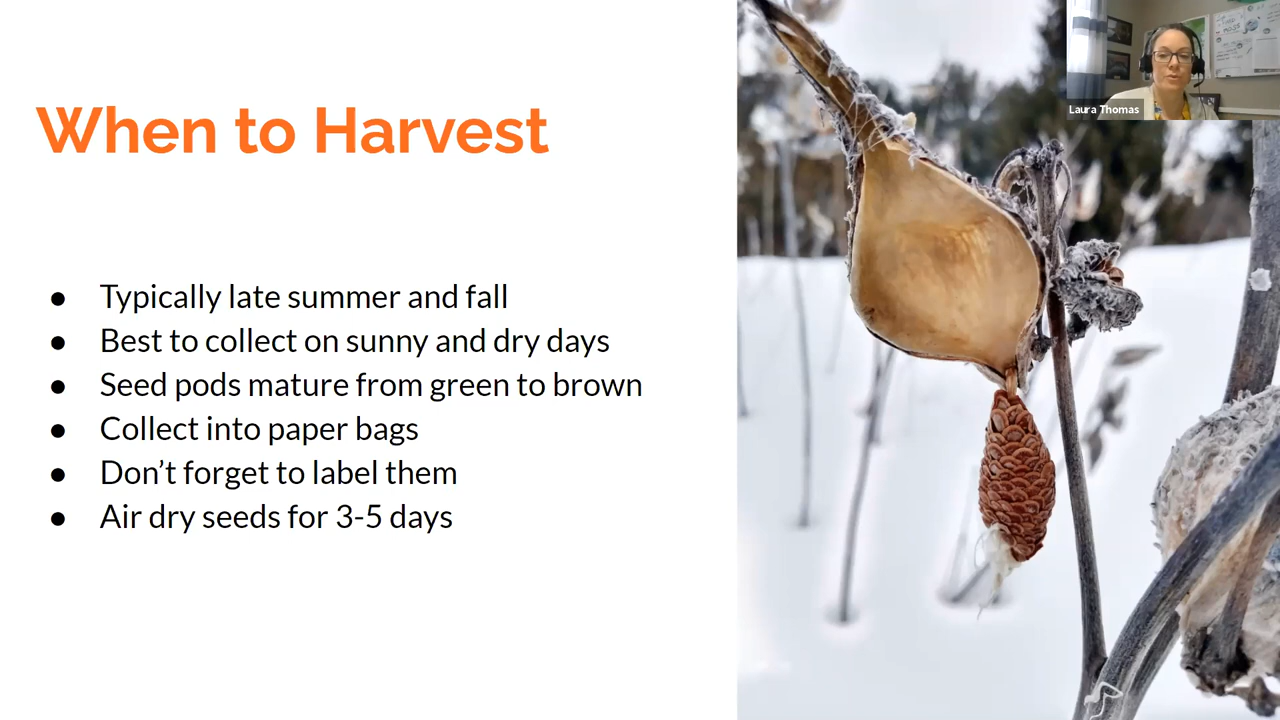 When to Harvest
● Typically late summer and fall
● Best to collect on sunny and dry days
● Seed pods mature from green to brown
● Collect into paper bags
● Don’t forget to label them
● Air dry seeds for 3-5 days
Laura Thomas